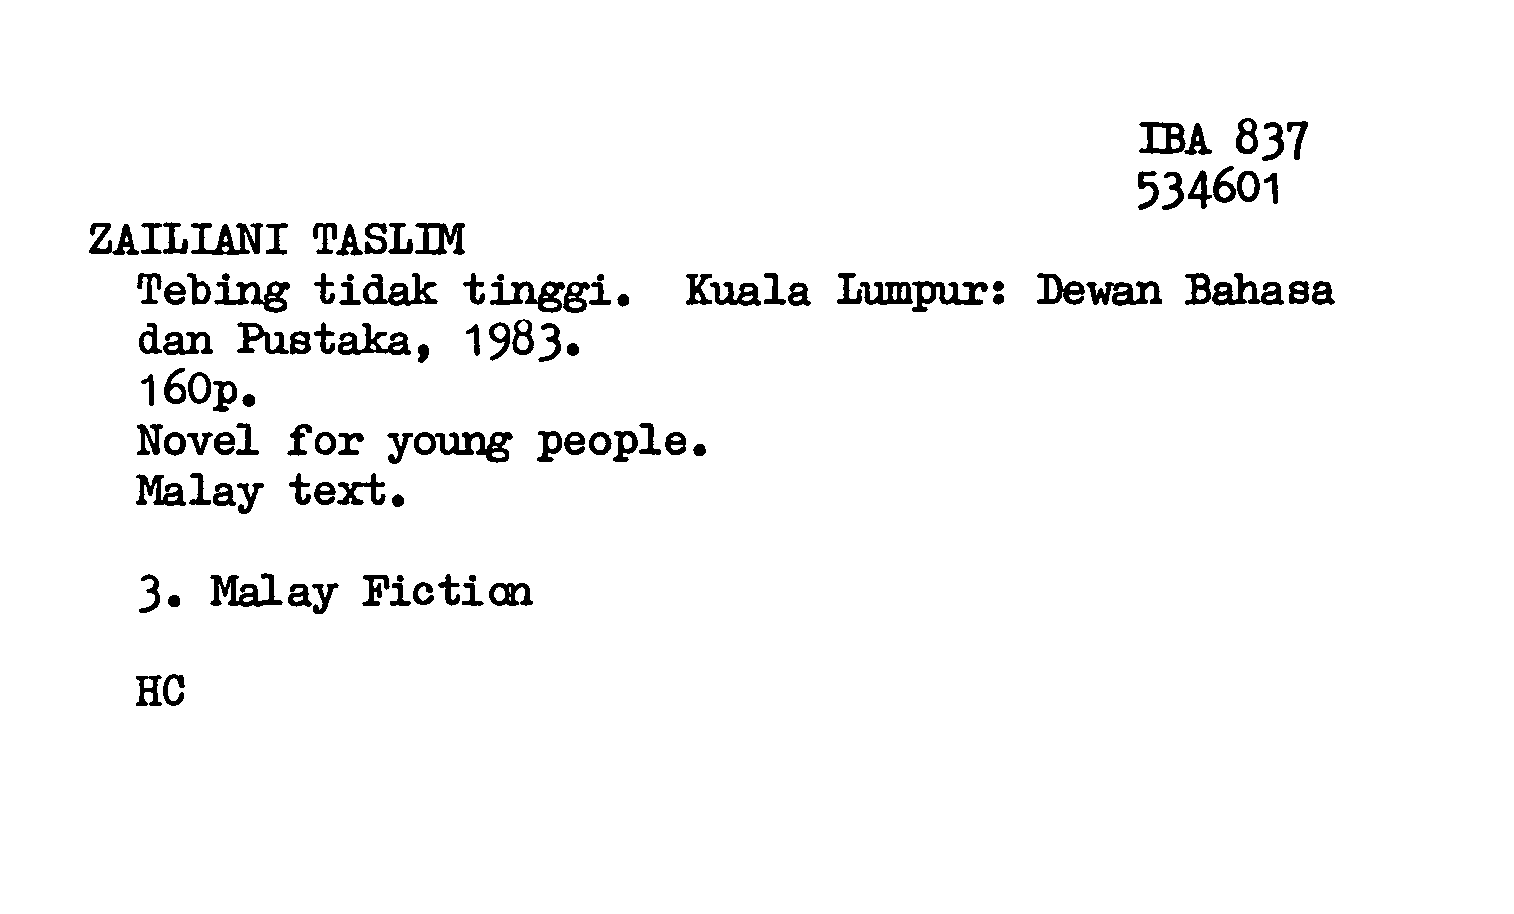 IBA 837
534601
ZAILIANI TASLIM
Tebing tidak tinggi. Kuala Lumpur: Dewan Bahasa
dan Pustaka, 1983.
160p.
Novel for young people.
Malay text.
3. Malay Fiction
HC